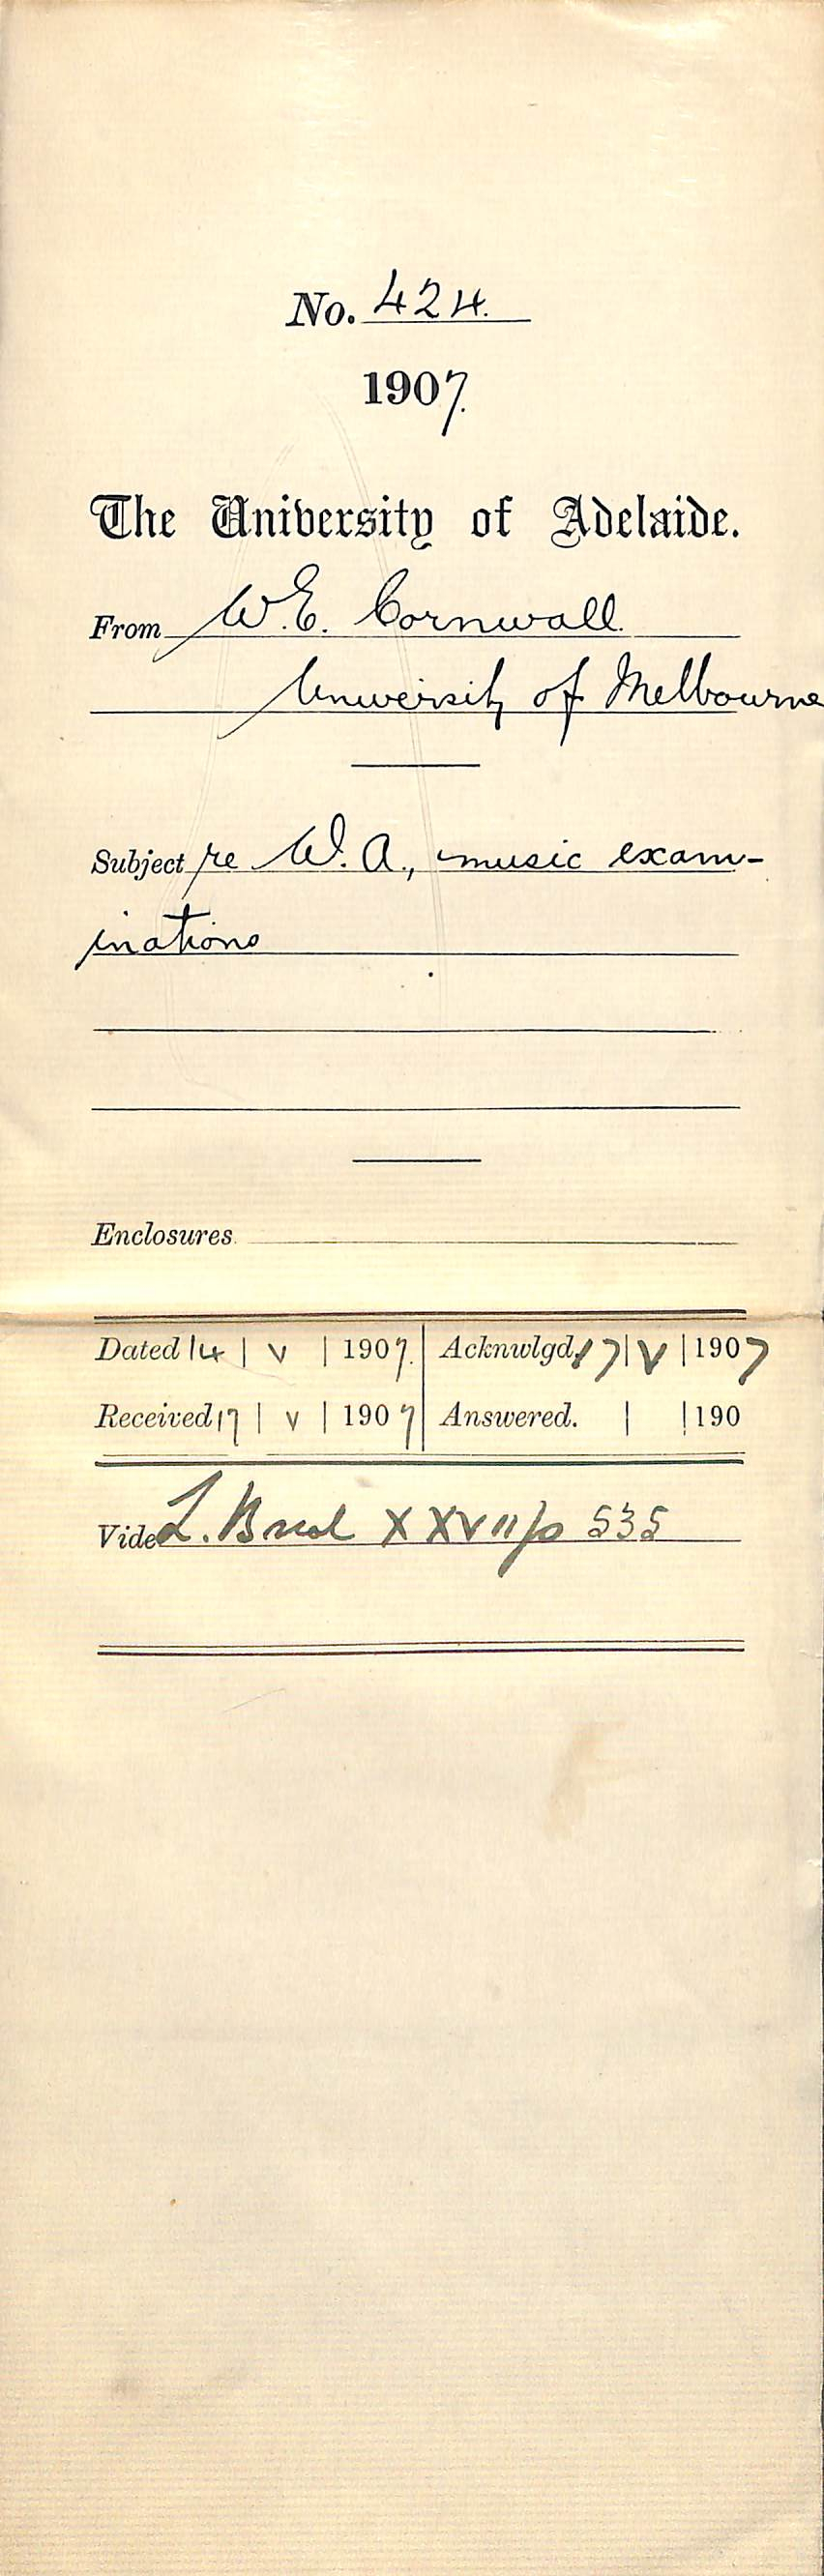 No. 424.
1907.
The University of Adelaide.
From W.E. Cornwall.
University of Melbourne
Subject re W.A., music exam-
inations
Enclosures
Dated 14 | V | 1907. Acknwlgd. 17 | V | 1907
Received 17 | V | 1907 Answered. | | 190
Vide L. XXVII/p 535